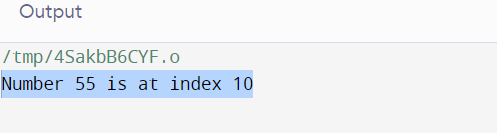 Output
/tmp/4SakbB6CYF.o
Number 55 is at index 10